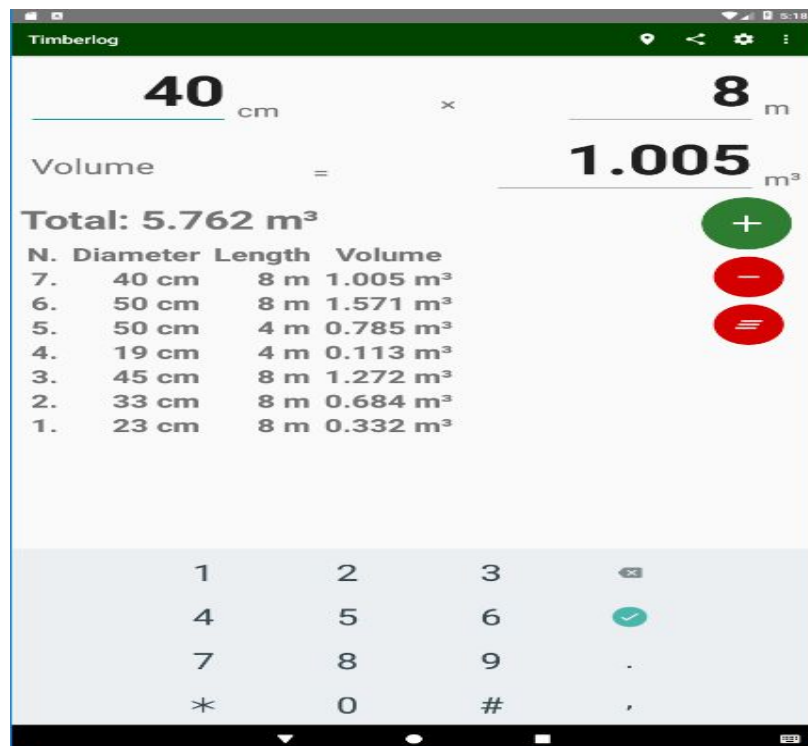 5:18
Timberlog
40 cm × 8 m
Volume = 1.005 m³
Total: 5.762 m³
N. Diameter Length Volume
7. 40 cm 8 m 1.005 m³
6. 50 cm 8 m 1.571 m³
5. 50 cm 4 m 0.785 m³
4. 19 cm 4 m 0.113 m³
3. 45 cm 8 m 1.272 m³
2. 33 cm 8 m 0.684 m³
1. 23 cm 8 m 0.332 m³
1 2 3
4 5 6
7 8 9 .
* 0 # ,